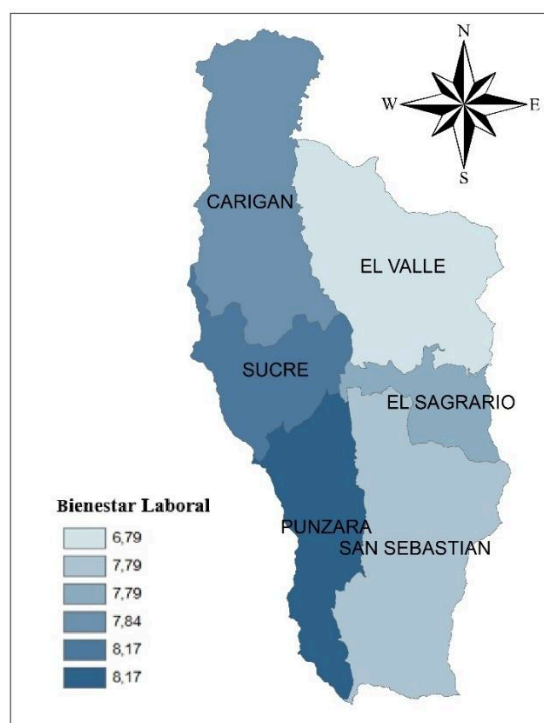 N
W E
S
CARIGAN
EL VALLE
SUCRE
EL SAGRARIO
PUNZARA
SAN SEBASTIAN
Bienestar Laboral
6,79
7,79
7,79
7,84
8,17
8,17